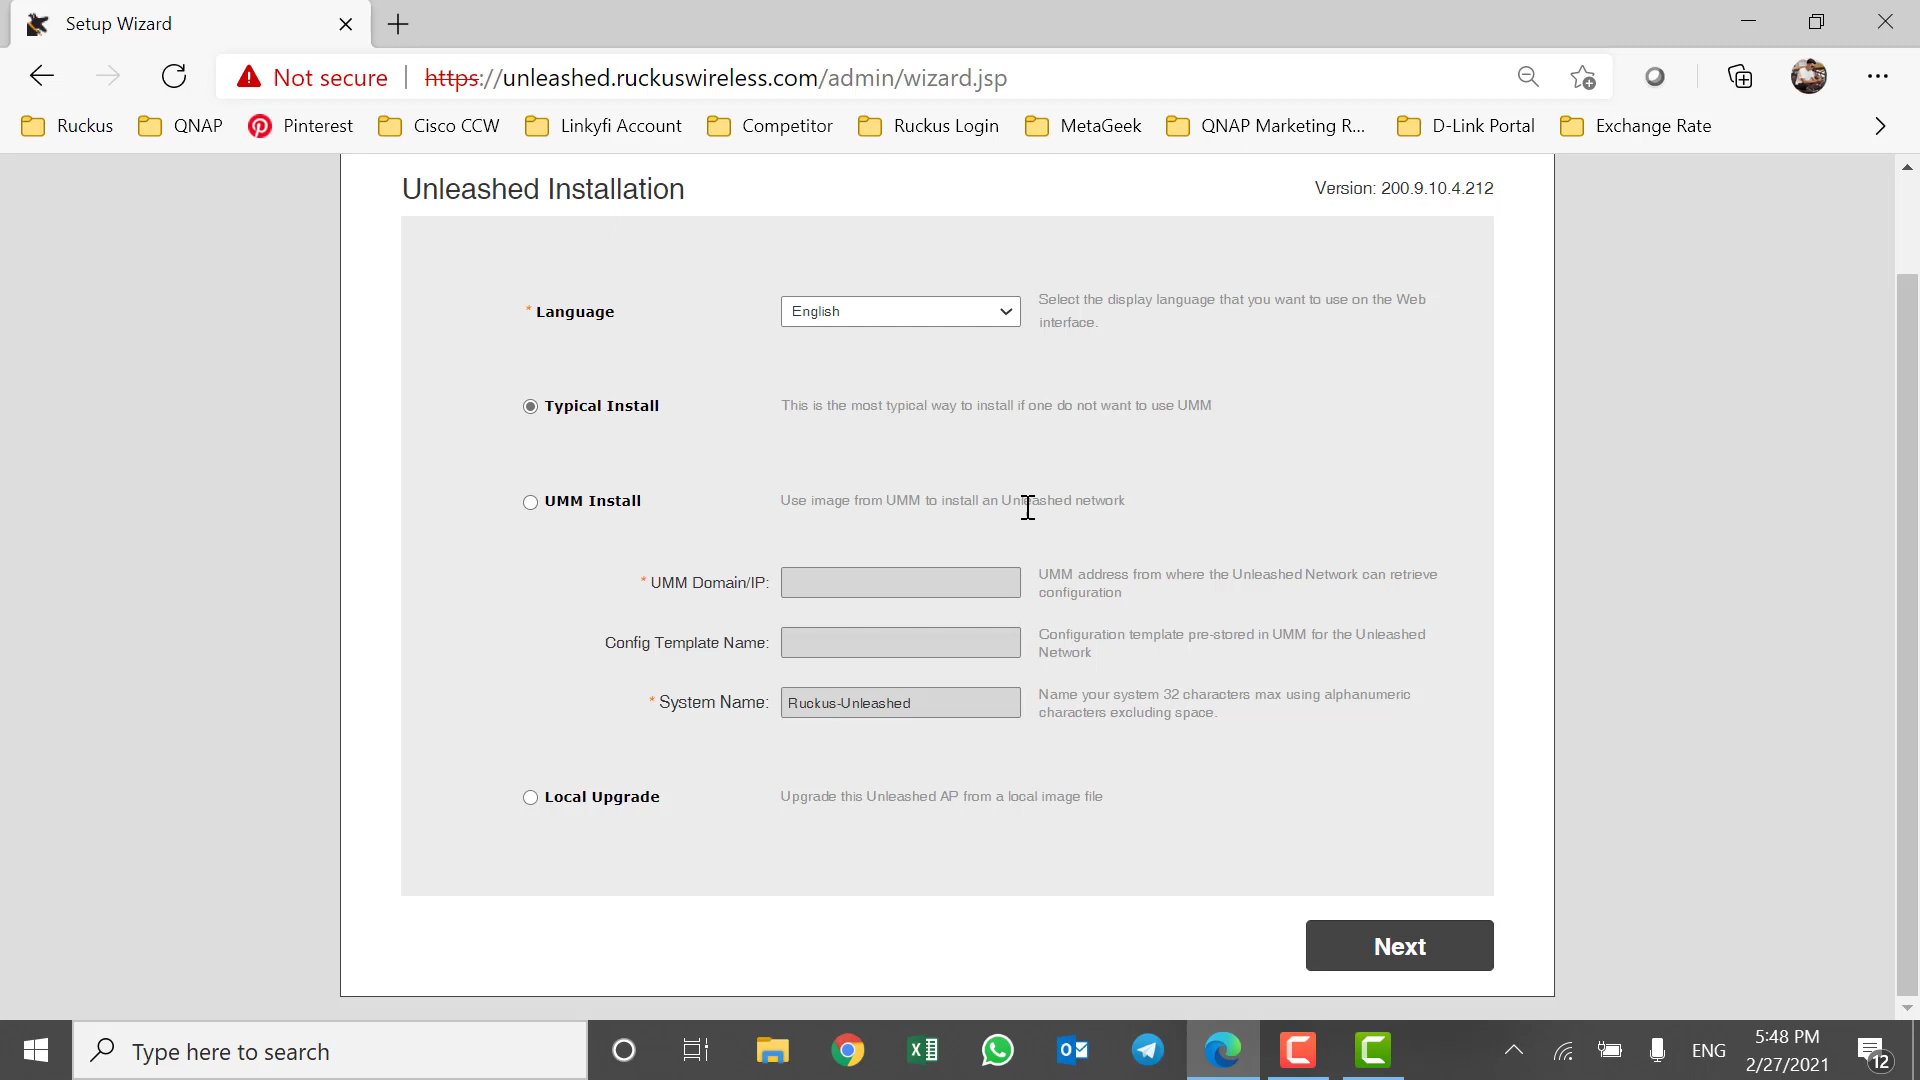 Setup Wizard
Not secure | https://unleashed.ruckuswireless.com/admin/wizard.jsp
Ruckus QNAP Pinterest Cisco CCW Linkyfi Account Competitor Ruckus Login MetaGeek QNAP Marketing R... D-Link Portal Exchange Rate
Unleashed Installation
Version: 200.9.10.4.212
* Language
English
Select the display language that you want to use on the Web
interface.
Typical Install
This is the most typical way to install if one do not want to use UMM
UMM Install
Use image from UMM to install an Unleashed network
* UMM Domain/IP:
UMM address from where the Unleashed Network can retrieve
configuration
Config Template Name:
Configuration template pre-stored in UMM for the Unleashed
Network
* System Name:
Ruckus-Unleashed
Name your system 32 characters max using alphanumeric
characters excluding space.
Local Upgrade
Upgrade this Unleashed AP from a local image file
Next
Type here to search
ENG
5:48 PM
2/27/2021
12